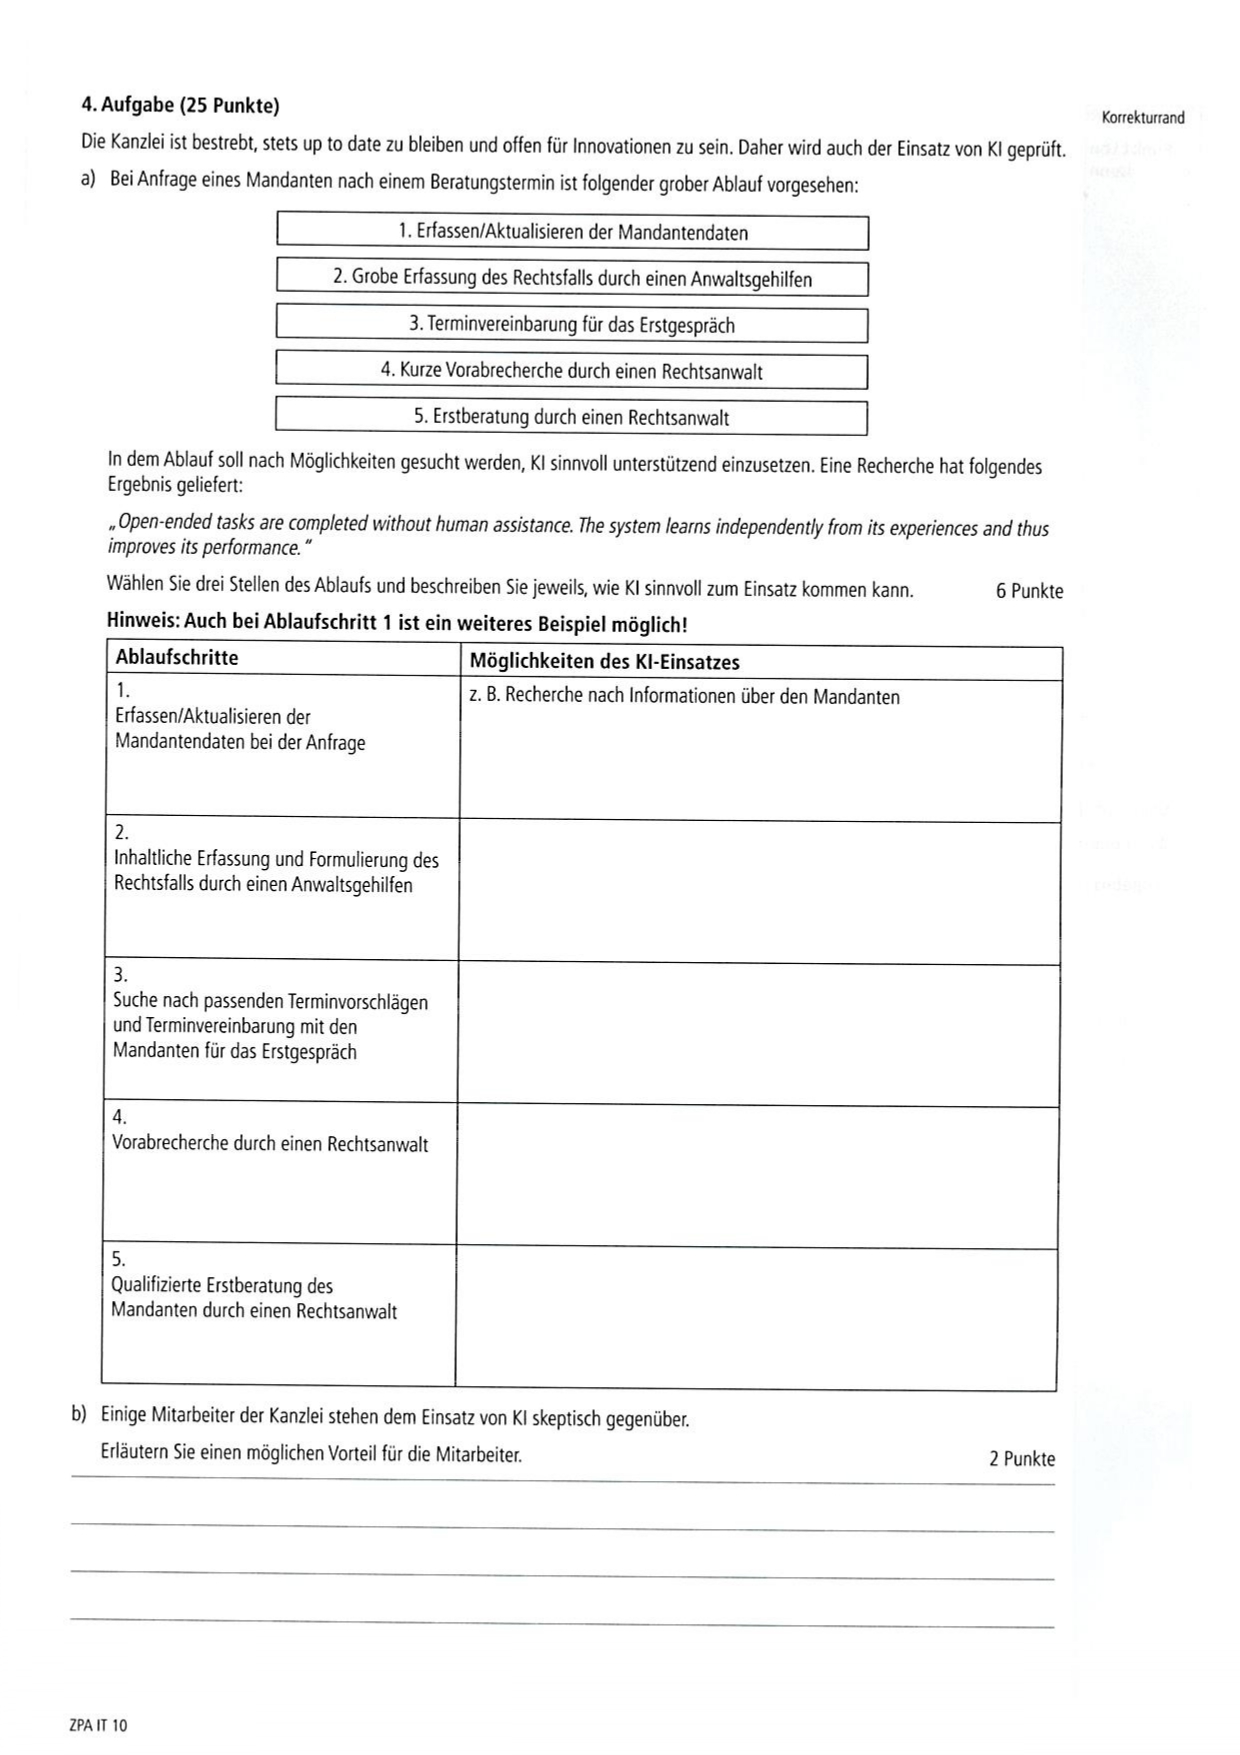 4. Aufgabe (25 Punkte)
Korrekturrand
Die Kanzlei ist bestrebt, stets up to date zu bleiben und offen für Innovationen zu sein. Daher wird auch der Einsatz von KI geprüft.
a) Bei Anfrage eines Mandanten nach einem Beratungstermin ist folgender grober Ablauf vorgesehen:
1. Erfassen/Aktualisieren der Mandantendaten
2. Grobe Erfassung des Rechtsfalls durch einen Anwaltsgehilfen
3. Terminvereinbarung für das Erstgespräch
4. Kurze Vorabrecherche durch einen Rechtsanwalt
5. Erstberatung durch einen Rechtsanwalt
In dem Ablauf soll nach Möglichkeiten gesucht werden, KI sinnvoll unterstützend einzusetzen. Eine Recherche hat folgendes
Ergebnis geliefert:
„Open-ended tasks are completed without human assistance. The system learns independently from its experiences and thus
improves its performance."
Wählen Sie drei Stellen des Ablaufs und beschreiben Sie jeweils, wie KI sinnvoll zum Einsatz kommen kann. 6 Punkte
Hinweis: Auch bei Ablaufschritt 1 ist ein weiteres Beispiel möglich!
Ablaufschritte
Möglichkeiten des KI-Einsatzes
1.
Erfassen/Aktualisieren der
Mandantendaten bei der Anfrage
z. B. Recherche nach Informationen über den Mandanten
2.
Inhaltliche Erfassung und Formulierung des
Rechtsfalls durch einen Anwaltsgehilfen
3.
Suche nach passenden Terminvorschlägen
und Terminvereinbarung mit den
Mandanten für das Erstgespräch
4.
Vorabrecherche durch einen Rechtsanwalt
5.
Qualifizierte Erstberatung des
Mandanten durch einen Rechtsanwalt
b) Einige Mitarbeiter der Kanzlei stehen dem Einsatz von KI skeptisch gegenüber.
Erläutern Sie einen möglichen Vorteil für die Mitarbeiter. 2 Punkte
ZPA IT 10